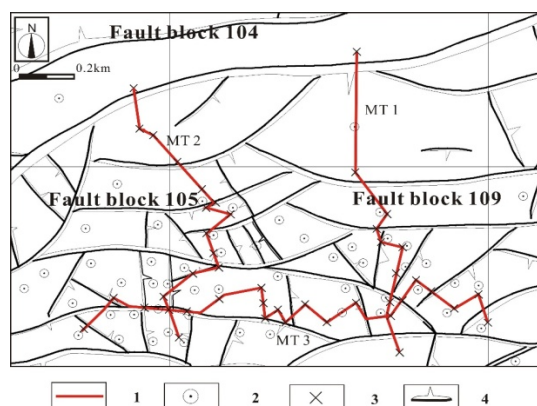 Fault block 104
N
0 0.2km
MT 1
MT 2
Fault block 105
Fault block 109
MT 3
1 2 3 4